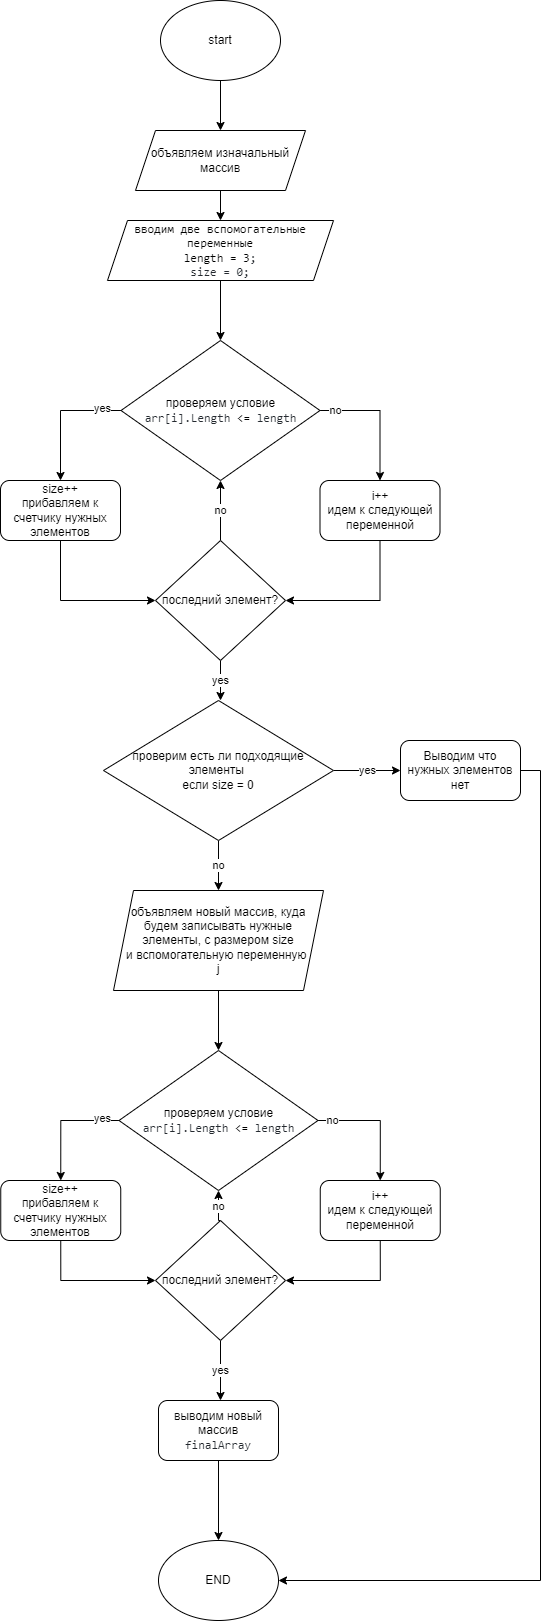 start
объявляем изначальный
массив
вводим две вспомогательные
переменные
length = 3;
size = 0;
проверяем условие
arr[i].Length <= length
yes
no
size++
прибавляем к
счетчику нужных
элементов
i++
идем к следующей
переменной
no
последний элемент?
yes
проверим есть ли подходящие
элементы
если size = 0
yes
Выводим что
нужных элементов
нет
no
объявляем новый массив, куда
будем записывать нужные
элементы, с размером size
и вспомогательную переменную
j
проверяем условие
arr[i].Length <= length
yes
no
size++
прибавляем к
счетчику нужных
элементов
i++
идем к следующей
переменной
no
последний элемент?
yes
выводим новый
массив
finalArray
END